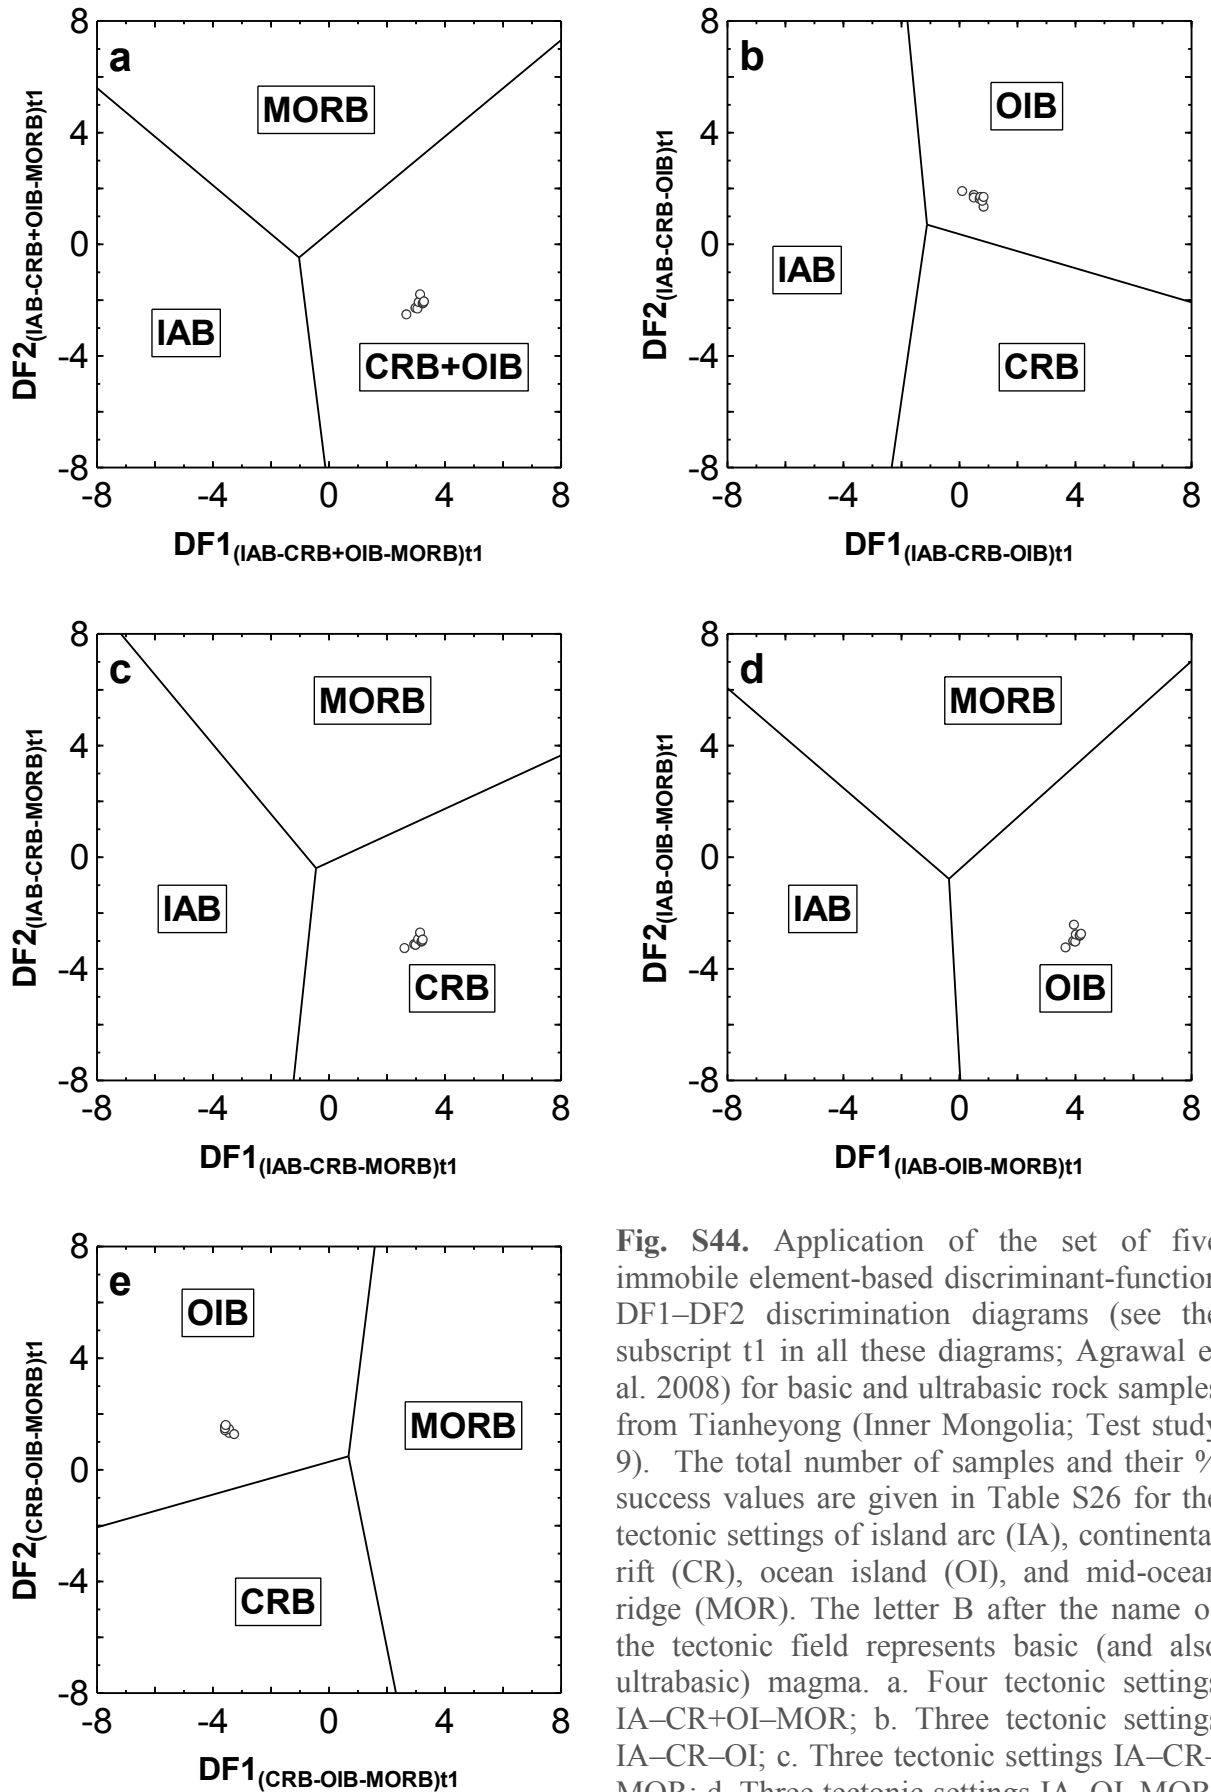 a
MORB
IAB
CRB+OIB
8
4
0
-4
-8
-8
-4
0
4
8
DF2(IAB-CRB+OIB-MORB)t1
DF1(IAB-CRB+OIB-MORB)t1
b
OIB
IAB
CRB
8
4
0
-4
-8
-8
-4
0
4
8
DF2(IAB-CRB-OIB)t1
DF1(IAB-CRB-OIB)t1
c
MORB
IAB
CRB
8
4
0
-4
-8
-8
-4
0
4
8
DF2(IAB-CRB-MORB)t1
DF1(IAB-CRB-MORB)t1
d
MORB
IAB
OIB
8
4
0
-4
-8
-8
-4
0
4
8
DF2(IAB-OIB-MORB)t1
DF1(IAB-OIB-MORB)t1
e
OIB
MORB
CRB
8
4
0
-4
-8
-8
-4
0
4
8
DF2(CRB-OIB-MORB)t1
DF1(CRB-OIB-MORB)t1
Fig. S44. Application of the set of five
immobile element-based discriminant-function
DF1–DF2 discrimination diagrams (see the
subscript t1 in all these diagrams; Agrawal e
al. 2008) for basic and ultrabasic rock samples
from Tianheyong (Inner Mongolia; Test study
9). The total number of samples and their %
success values are given in Table S26 for the
tectonic settings of island arc (IA), continenta
rift (CR), ocean island (OI), and mid-ocean
ridge (MOR). The letter B after the name o
the tectonic field represents basic (and also
ultrabasic) magma. a. Four tectonic settings
IA–CR+OI–MOR; b. Three tectonic settings
IA–CR–OI; c. Three tectonic settings IA–CR–
MOR; d. Three tectonic settings IA–OI–MOR